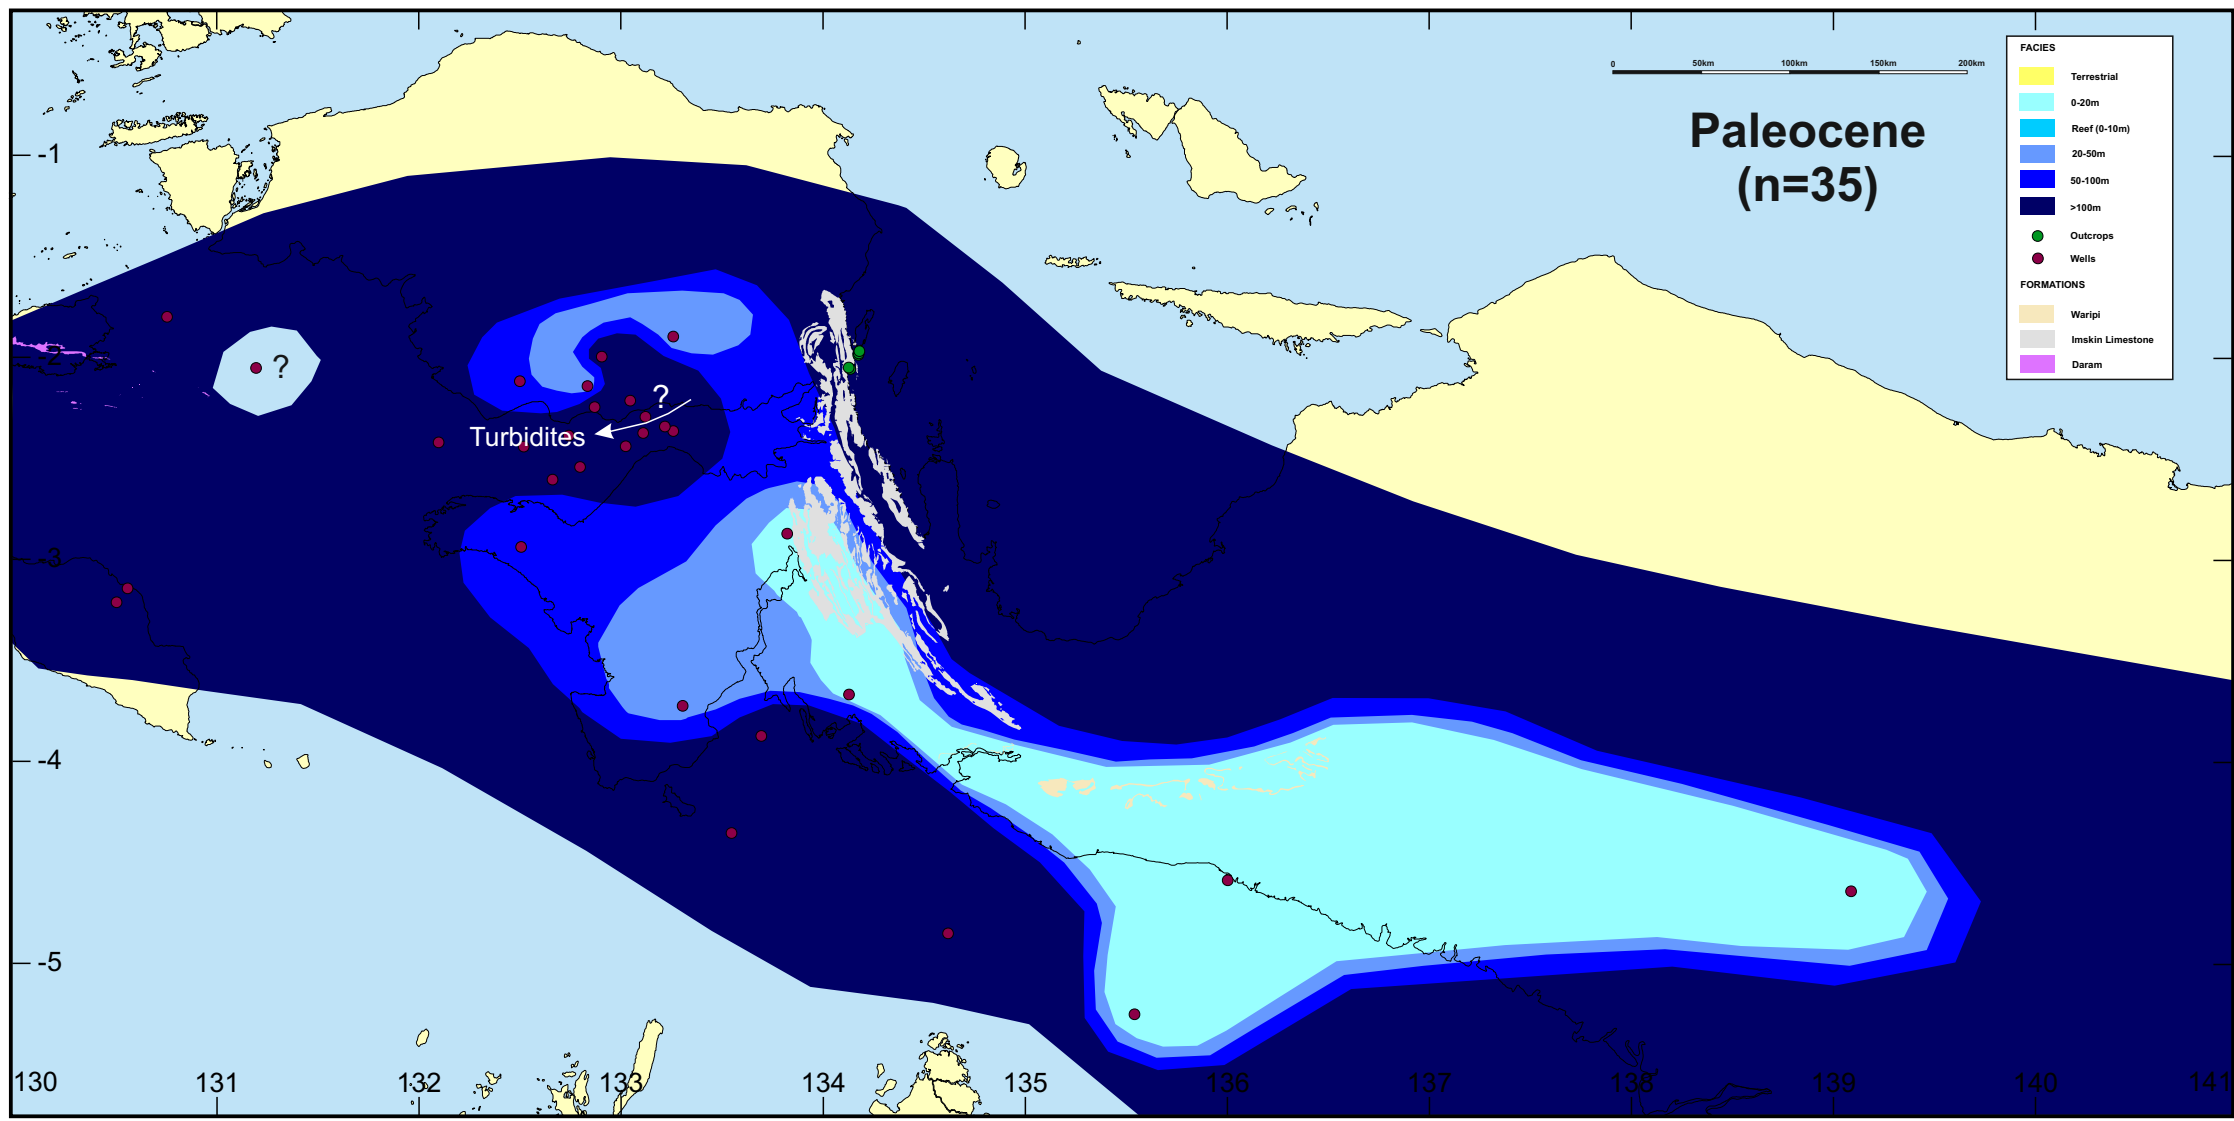 0 50km 100km 150km 200km
Paleocene
(n=35)
FACIES
Terrestrial
0-20m
Reef (0-10m)
20-50m
50-100m
>100m
Outcrops
Wells
FORMATIONS
Waripi
Imskin Limestone
Daram
-1
-2
-3
-4
-5
?
?
Turbidites
130 131 132 133 134 135 136 137 138 139 140 141